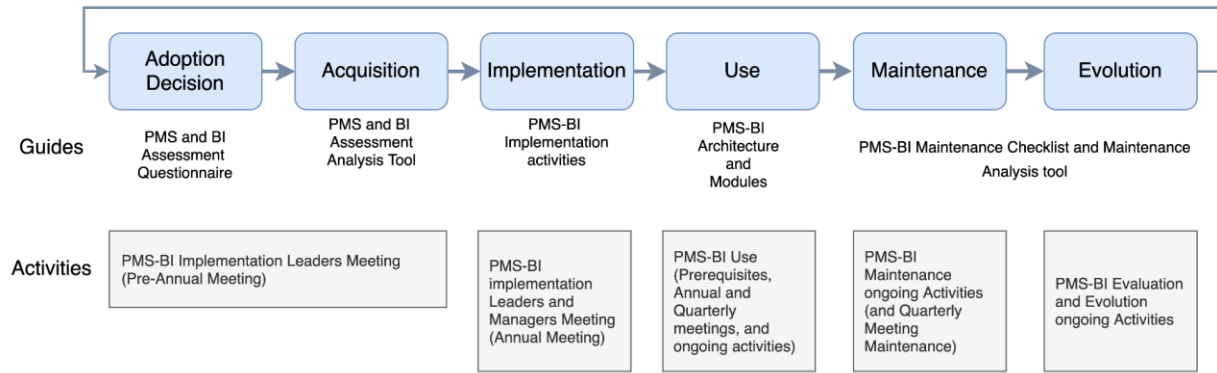 Adoption
Decision
Acquisition
Implementation
Use
Maintenance
Evolution
Guides
PMS and BI
Assessment
Questionnaire
PMS and BI
Assessment
Analysis Tool
PMS-BI
Implementation
activities
PMS-BI
Architecture
and
Modules
PMS-BI Maintenance Checklist and Maintenance
Analysis tool
Activities
PMS-BI Implementation Leaders Meeting
(Pre-Annual Meeting)
PMS-BI
implementation
Leaders and
Managers Meeting
(Annual Meeting)
PMS-BI Use
(Prerequisites,
Annual and
Quarterly
meetings, and
ongoing activities)
PMS-BI
Maintenance
ongoing Activities
(and Quarterly
Meeting
Maintenance)
PMS-BI Evaluation
and Evolution
ongoing Activities